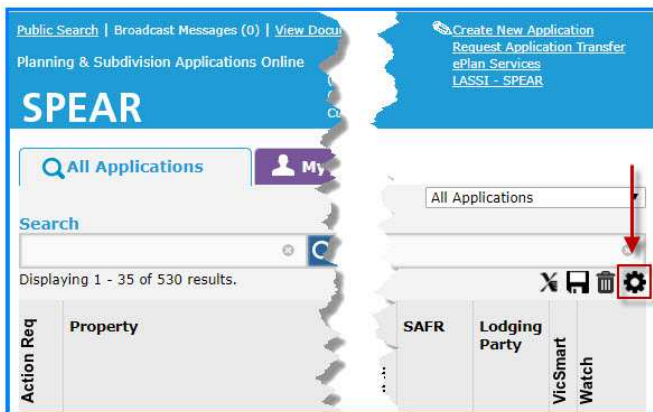 Public Search | Broadcast Messages (0) | View
Create New Application
Request Application Transfer
Planning & Subdivision Applications Online
ePlan Services
LASSI - SPEAR
SPEAR
All Applications
My
All Applications
Search
Displaying 1 - 35 of 530 results.
Action Req
Property
SAFR
Lodging
Party
VicSmart
Watch